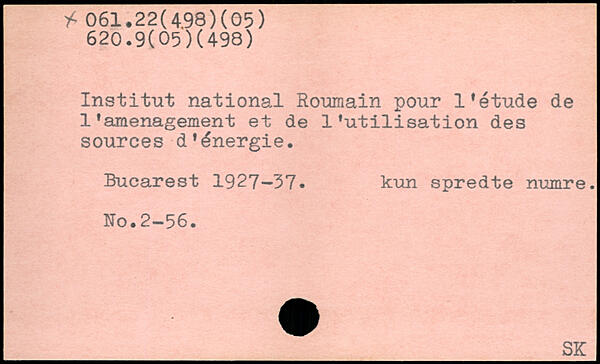 × 061.22(498)(05)
620.9(05)(498)
Institut national Roumain pour l'étude de
l'amenagement et de l'utilisation des
sources d'énergie.
Bucarest 1927-37. kun spredte numre.
No.2-56.
SK